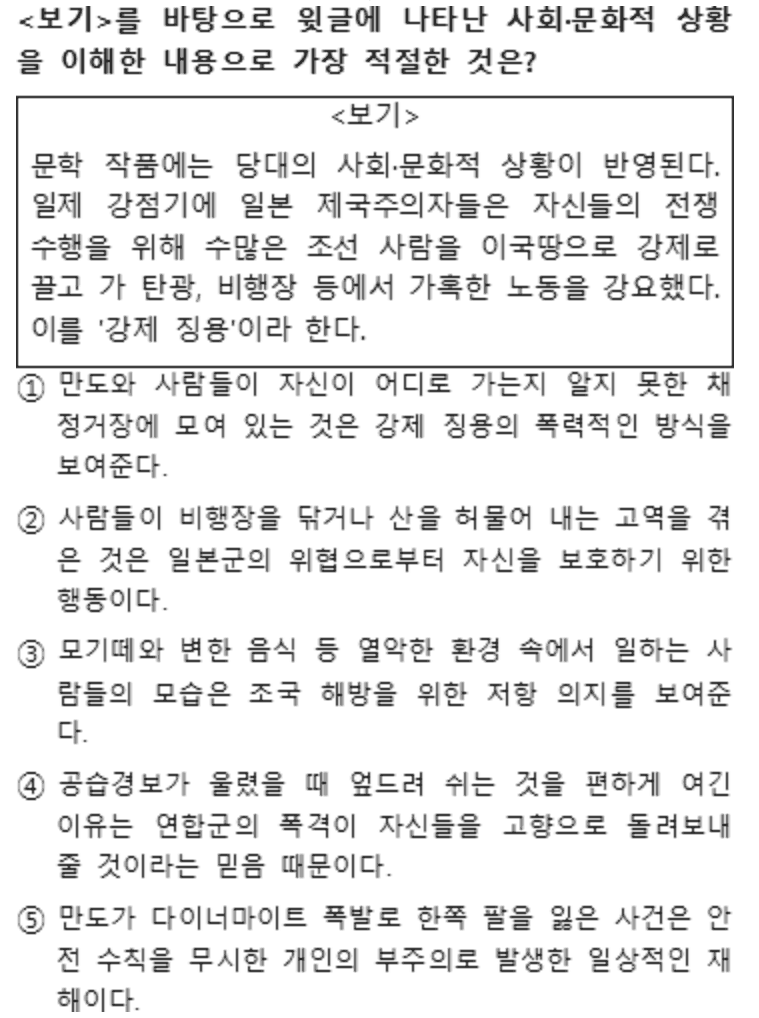 <보기>를 바탕으로 윗글에 나타난 사회·문화적 상황
을 이해한 내용으로 가장 적절한 것은?
<보기>
문학 작품에는 당대의 사회·문화적 상황이 반영된다.
일제 강점기에 일본 제국주의자들은 자신들의 전쟁
수행을 위해 수많은 조선 사람을 이국땅으로 강제로
끌고 가 탄광, 비행장 등에서 가혹한 노동을 강요했다.
이를 '강제 징용'이라 한다.
① 만도와 사람들이 자신이 어디로 가는지 알지 못한 채
정거장에 모여 있는 것은 강제 징용의 폭력적인 방식을
보여준다.
② 사람들이 비행장을 닦거나 산을 허물어 내는 고역을 겪
은 것은 일본군의 위협으로부터 자신을 보호하기 위한
행동이다.
③ 모기떼와 변한 음식 등 열악한 환경 속에서 일하는 사
람들의 모습은 조국 해방을 위한 저항 의지를 보여준
다.
④ 공습경보가 울렸을 때 엎드려 쉬는 것을 편하게 여긴
이유는 연합군의 폭격이 자신들을 고향으로 돌려보내
줄 것이라는 믿음 때문이다.
⑤ 만도가 다이너마이트 폭발로 한쪽 팔을 잃은 사건은 안
전 수칙을 무시한 개인의 부주의로 발생한 일상적인 재
해이다.